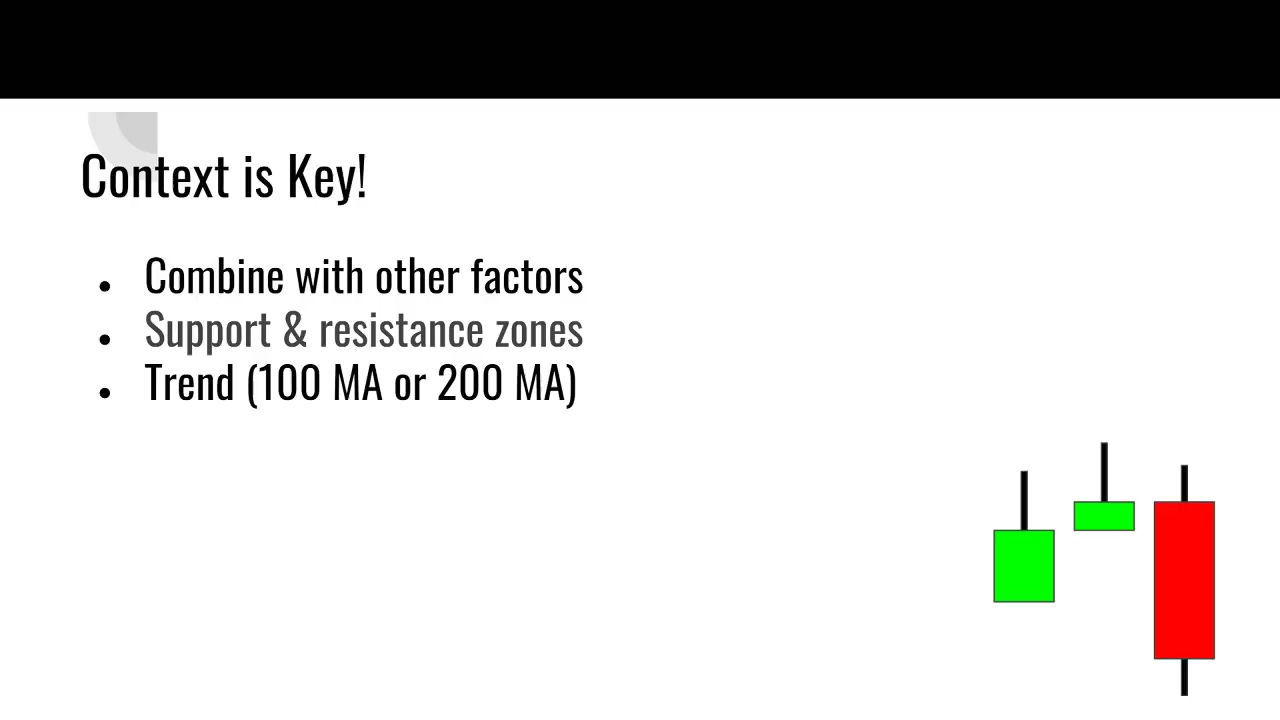 Context is Key!
Combine with other factors
Support & resistance zones
Trend (100 MA or 200 MA)